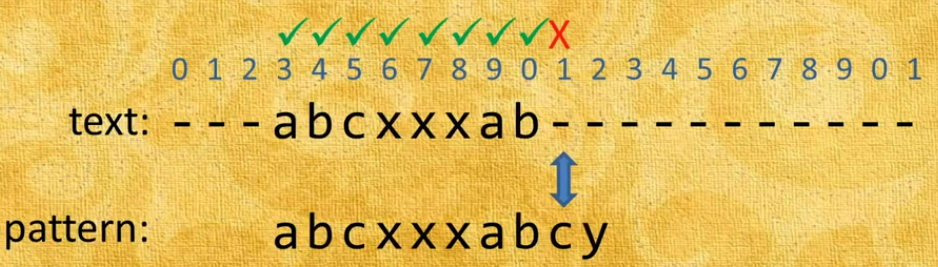 ✓✓✓✓✓✓✓✓X
0 1 2 3 4 5 6 7 8 9 0 1 2 3 4 5 6 7 8 9 0 1
text: - - - a b c x x x a b - - - - - - - - - - -
pattern: a b c x x x a b c y